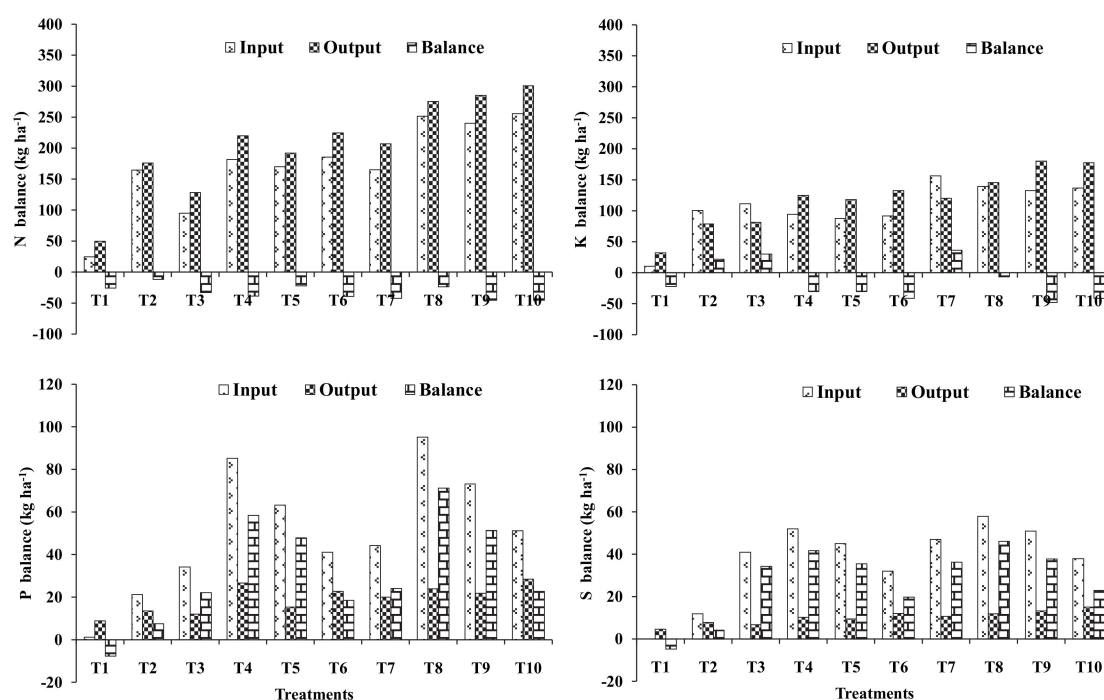 400
350
300
250
200
150
100
50
0
-50
-100
N balance (kg ha⁻¹)
Input Output Balance
T1 T2 T3 T4 T5 T6 T7 T8 T9 T10
400
350
300
250
200
150
100
50
0
-50
-100
K balance (kg ha⁻¹)
Input Output Balance
T1 T2 T3 T4 T5 T6 T7 T8 T9 T10
120
100
80
60
40
20
0
-20
P balance (kg ha⁻¹)
Input Output Balance
T1 T2 T3 T4 T5 T6 T7 T8 T9 T10
Treatments
120
100
80
60
40
20
0
-20
S balance (kg ha⁻¹)
Input Output Balance
T1 T2 T3 T4 T5 T6 T7 T8 T9 T10
Treatments